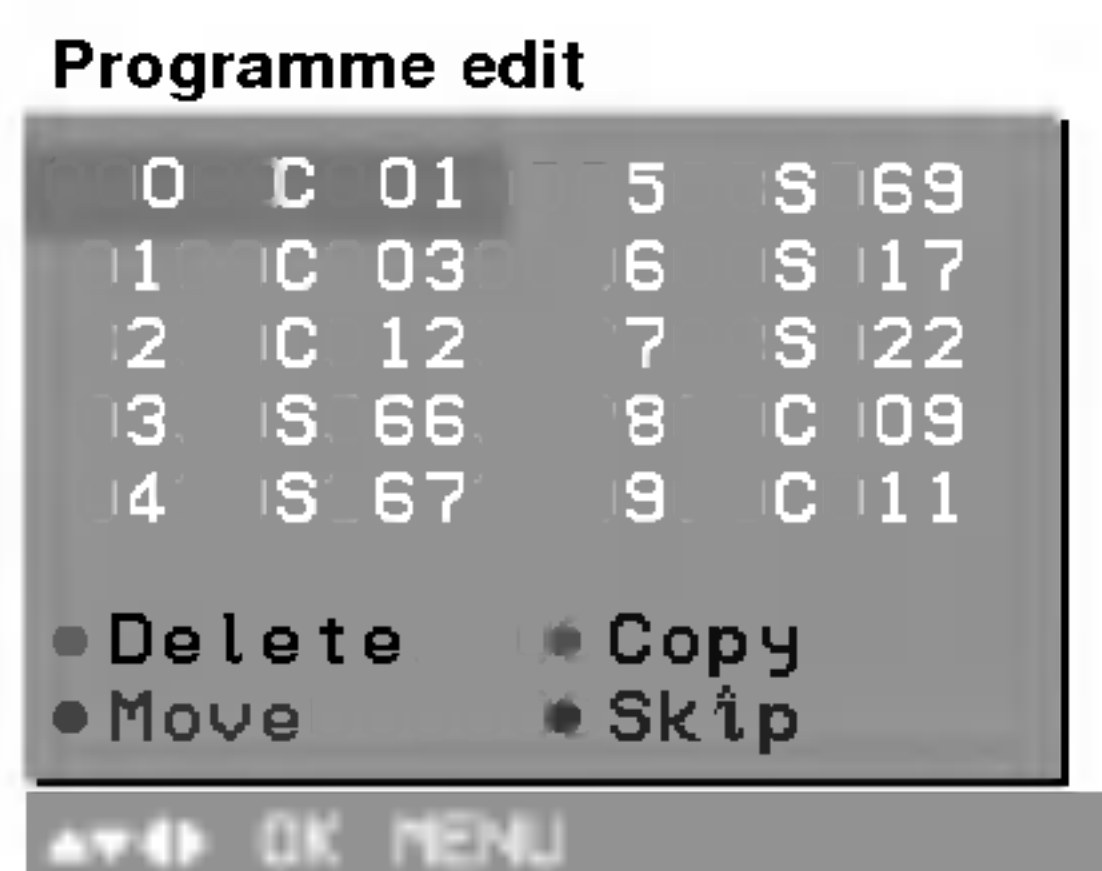 Programme edit
0 C 01 5 S 69
1 C 03 6 S 17
2 C 12 7 S 22
3 S 66 8 C 09
4 S 67 9 C 11
Delete Copy
Move Skip
OK MENU